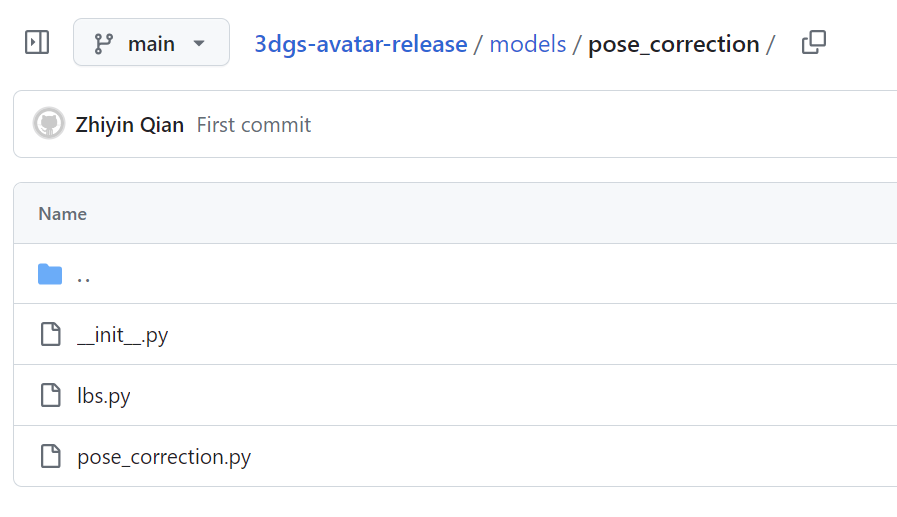 main 3dgs-avatar-release / models / pose_correction /
Zhiyin Qian First commit
Name
..
__init__.py
lbs.py
pose_correction.py